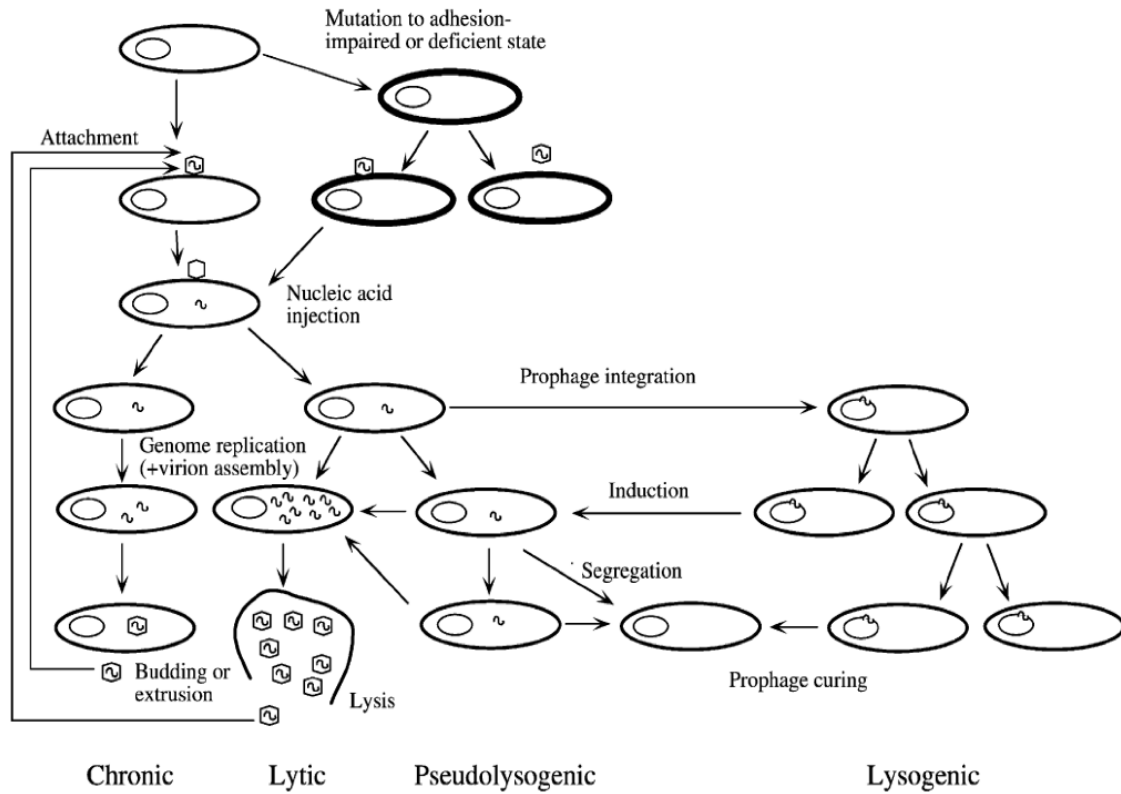 Mutation to adhesion-
impaired or deficient state
Attachment
Nucleic acid
injection
Prophage integration
Genome replication
(+virion assembly)
Induction
Segregation
Budding or
extrusion
Lysis
Prophage curing
Chronic
Lytic
Pseudolysogenic
Lysogenic